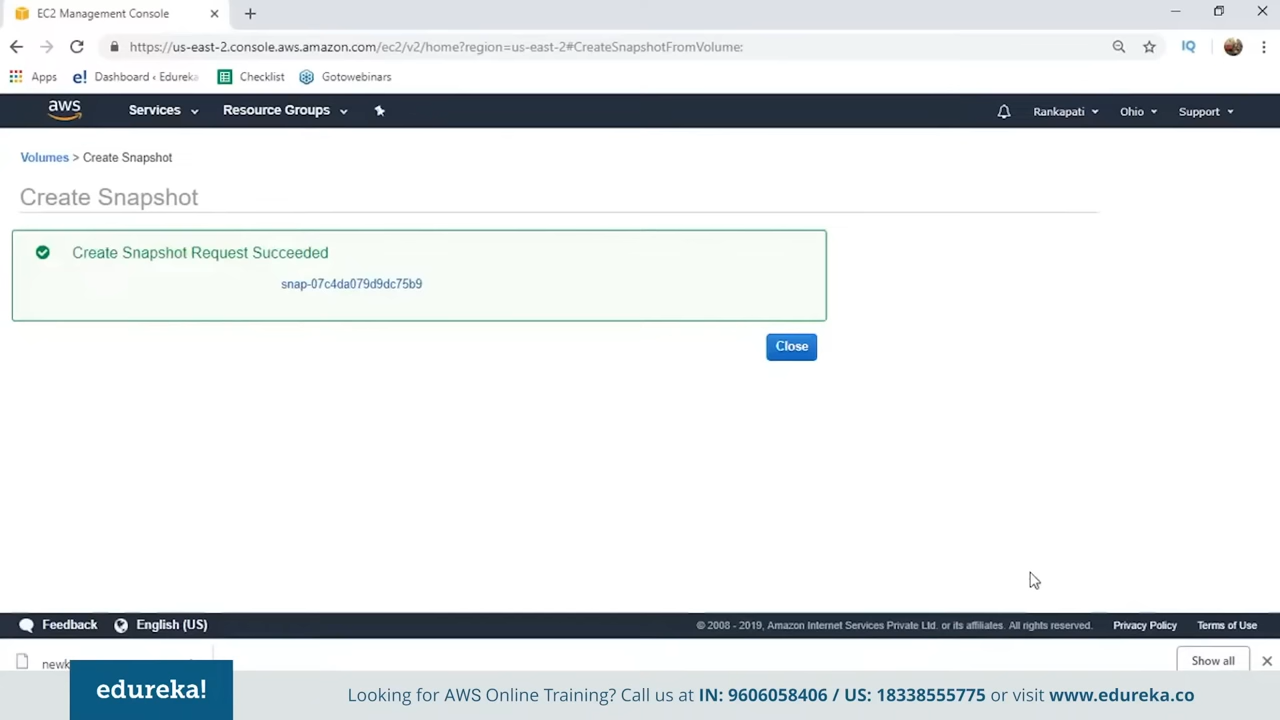 EC2 Management Console
https://us-east-2.console.aws.amazon.com/ec2/v2/home?region=us-east-2#CreateSnapshotFromVolume:
IQ
Apps e! Dashboard ‹ Edureka Checklist Gotowebinars
aws Services Resource Groups Rankapati Ohio Support
Volumes > Create Snapshot
Create Snapshot
Create Snapshot Request Succeeded
snap-07c4da079d9dc75b9
Close
Feedback English (US) © 2008 - 2019, Amazon Internet Services Private Ltd. or its affiliates. All rights reserved. Privacy Policy Terms of Use
Show all
edureka! Looking for AWS Online Training? Call us at IN: 9606058406 / US: 18338555775 or visit www.edureka.co